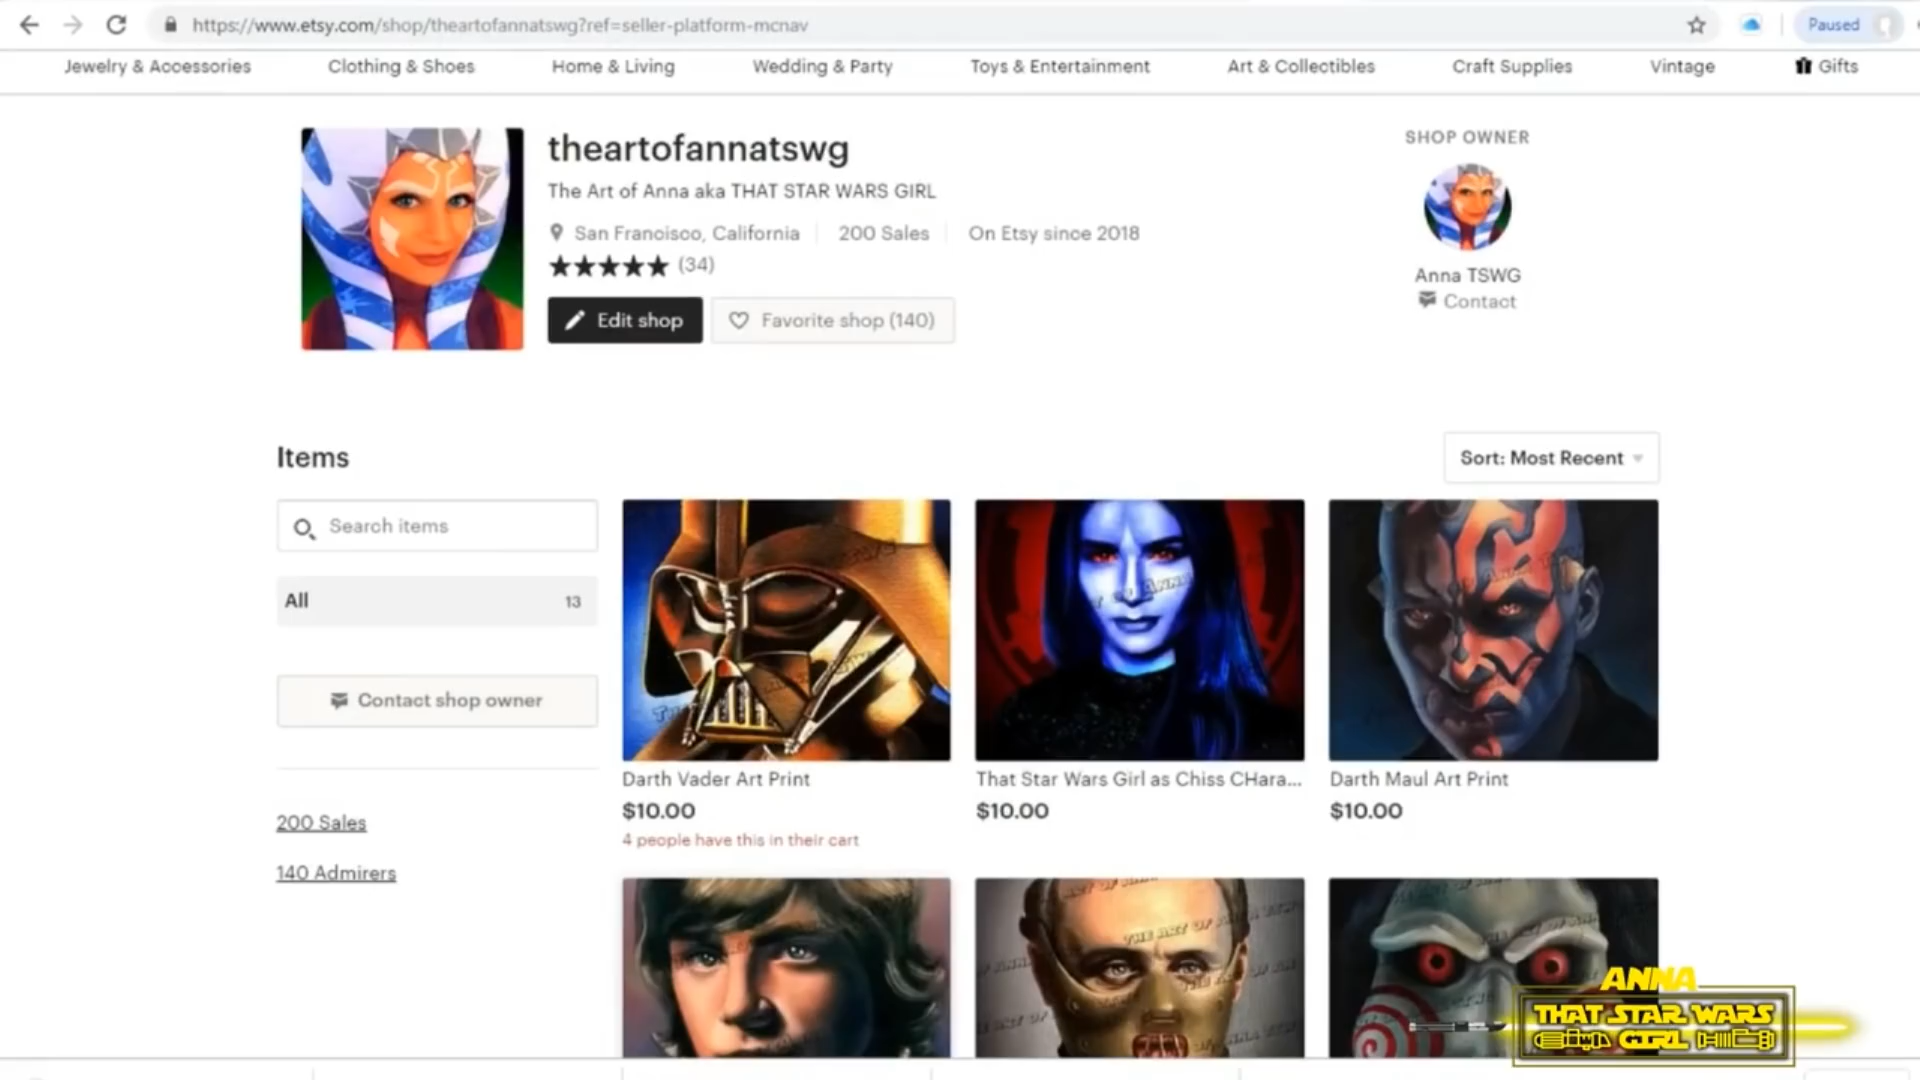 https://www.etsy.com/shop/theartofannatswg?ref=seller-platform-mcnav
Paused
Jewelry & Accessories
Clothing & Shoes
Home & Living
Wedding & Party
Toys & Entertainment
Art & Collectibles
Craft Supplies
Vintage
Gifts
theartofannatswg
The Art of Anna aka THAT STAR WARS GIRL
San Francisco, California
200 Sales
On Etsy since 2018
(34)
Edit shop
Favorite shop (140)
SHOP OWNER
Anna TSWG
Contact
Items
Sort: Most Recent
Search items
All
13
Contact shop owner
200 Sales
140 Admirers
Darth Vader Art Print
$10.00
4 people have this in their cart
That Star Wars Girl as Chiss CHara...
$10.00
Darth Maul Art Print
$10.00
THE ART OF
ANNA
THAT STAR WARS
GIRL